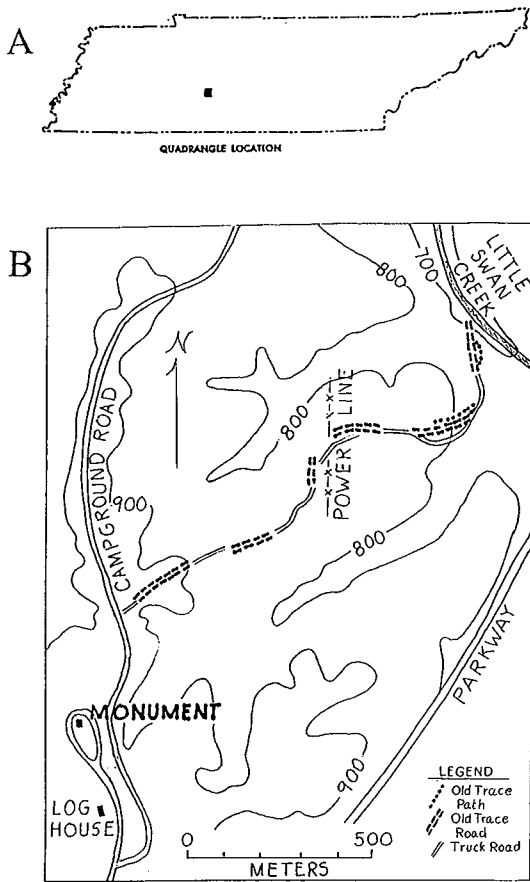 A
QUADRANGLE LOCATION
B
LITTLE
SWAN
CREEK
700
800
N
POWER LINE
800
CAMPGROUND ROAD
900
800
PARKWAY
MONUMENT
900
LOG
HOUSE
LEGEND
Old Trace
Path
Old Trace
Road
Truck Road
0 500
METERS